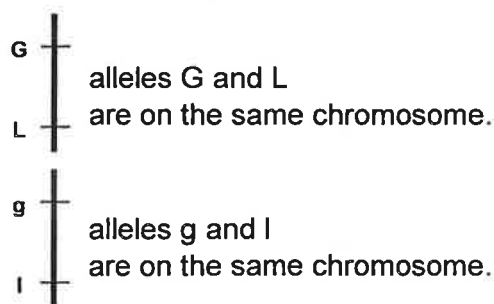 G
alleles G and L
are on the same chromosome.
L
g
alleles g and l
are on the same chromosome.
l